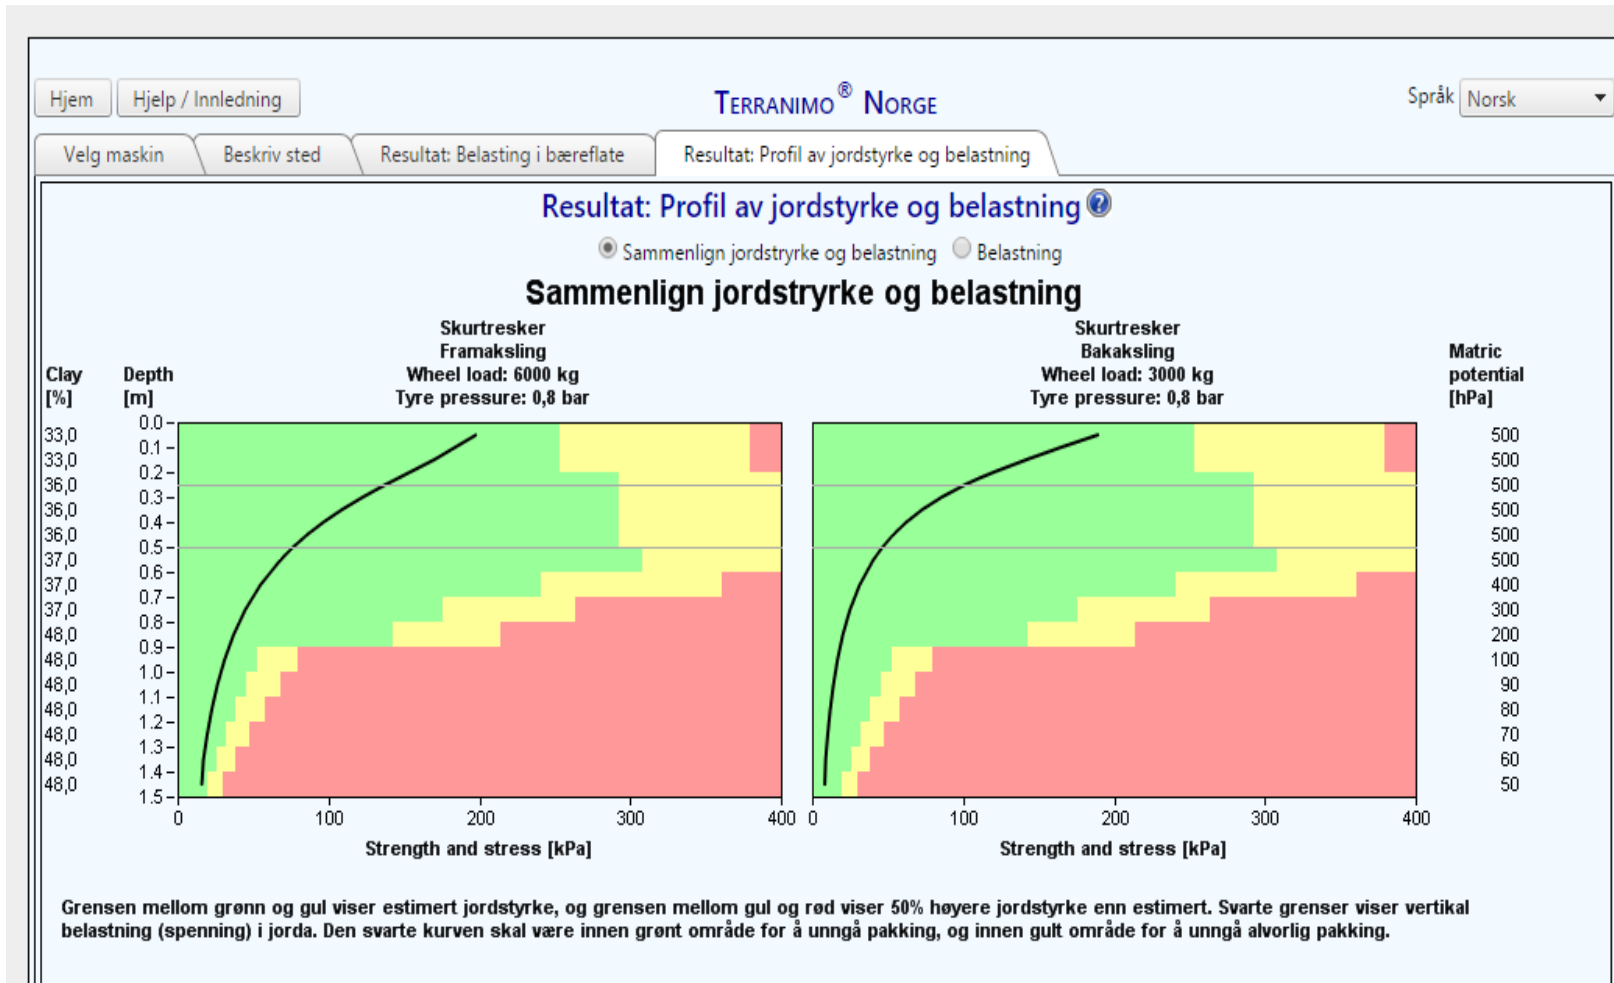 Hjem Hjelp / Innledning TERRANIMO® NORGE Språk Norsk
Velg maskin Beskriv sted Resultat: Belasting i bæreflate Resultat: Profil av jordstyrke og belastning
Resultat: Profil av jordstyrke og belastning ?
Sammenlign jordstryrke og belastning Belastning
Sammenlign jordstryrke og belastning
Skurtresker Skurtresker
Framaksling Bakaksling Matric
Clay Depth Wheel load: 6000 kg Wheel load: 3000 kg potential
[%] [m] Tyre pressure: 0,8 bar Tyre pressure: 0,8 bar [hPa]
0.0
33,0 500
0.1
33,0 500
0.2
36,0 500
0.3
36,0 500
0.4
36,0 500
0.5
37,0 500
0.6
37,0 400
0.7
37,0 300
0.8
48,0 200
0.9
48,0 100
1.0
48,0 90
1.1
48,0 80
1.2
48,0 70
1.3
48,0 60
1.4
48,0 50
1.5
0 100 200 300 400 0 100 200 300 400
Strength and stress [kPa] Strength and stress [kPa]
Grensen mellom grønn og gul viser estimert jordstyrke, og grensen mellom gul og rød viser 50% høyere jordstyrke enn estimert. Svarte grenser viser vertikal
belastning (spenning) i jorda. Den svarte kurven skal være innen grønt område for å unngå pakking, og innen gult område for å unngå alvorlig pakking.